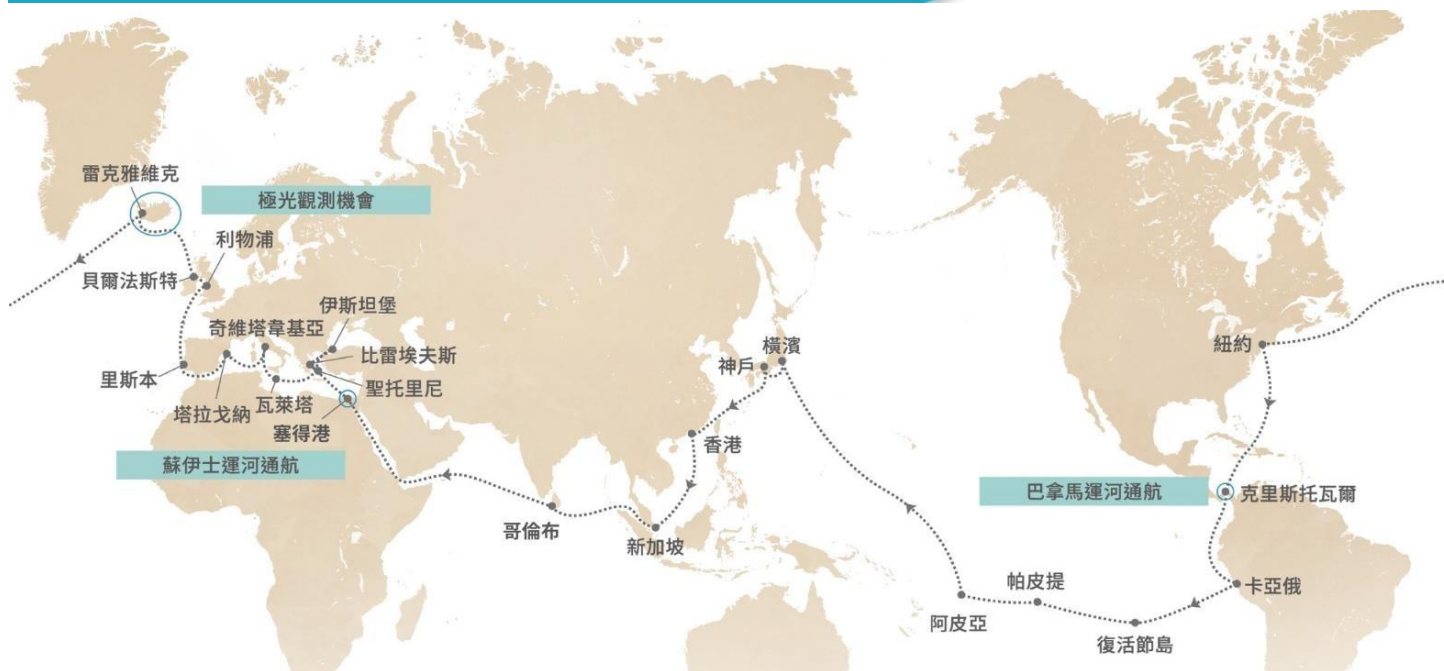 雷克雅維克
極光觀測機會
利物浦
貝爾法斯特
伊斯坦堡
奇維塔韋基亞
比雷埃夫斯
橫濱
神戶
紐約
里斯本
聖托里尼
塔拉戈納
瓦萊塔
塞得港
香港
蘇伊士運河通航
巴拿馬運河通航
克里斯托瓦爾
哥倫布
新加坡
帕皮提
卡亞俄
阿皮亞
復活節島